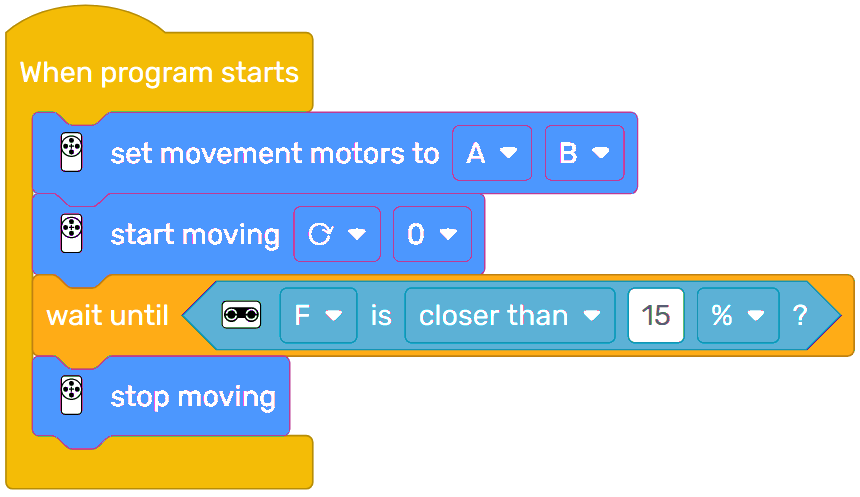 When program starts
set movement motors to A B
start moving 0
wait until F is closer than 15 % ?
stop moving